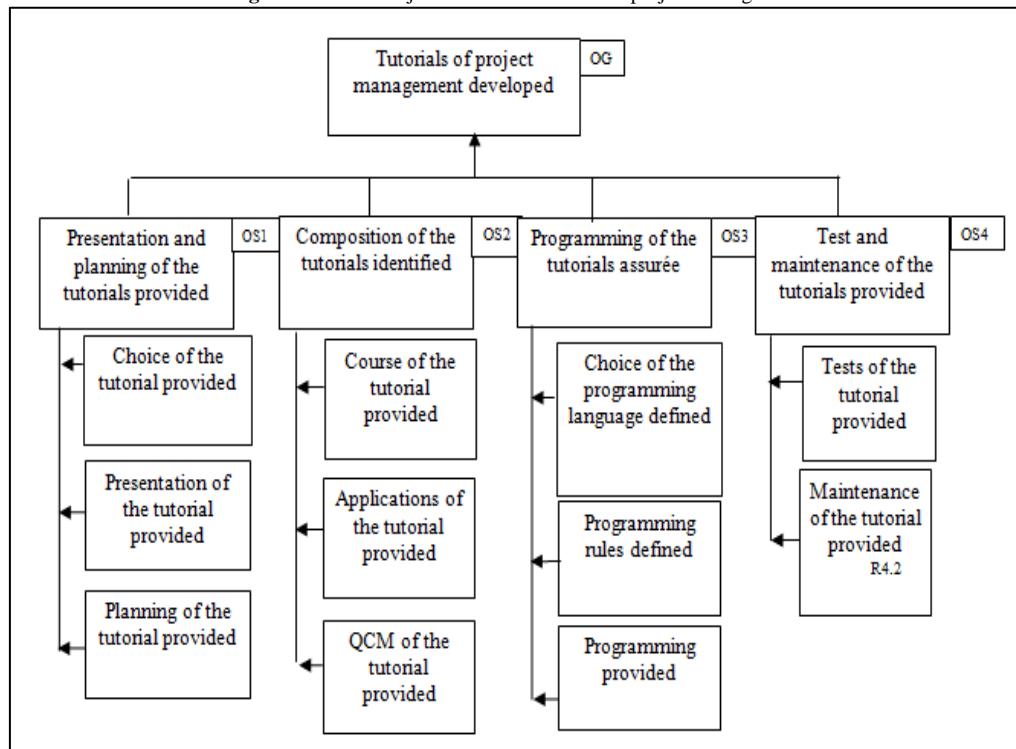 Tutorials of project
management developed
OG
Presentation and
planning of the
tutorials provided
OS1
Composition of the
tutorials identified
OS2
Programming of the
tutorials assurée
OS3
Test and
maintenance of the
tutorials provided
OS4
Choice of the
tutorial provided
Presentation of
the tutorial
provided
Planning of the
tutorial provided
Course of the
tutorial
provided
Applications of
the tutorial
provided
QCM of the
tutorial
provided
Choice of the
programming
language defined
Programming
rules defined
Programming
provided
Tests of the
tutorial
provided
Maintenance
of the tutorial
provided
R4.2